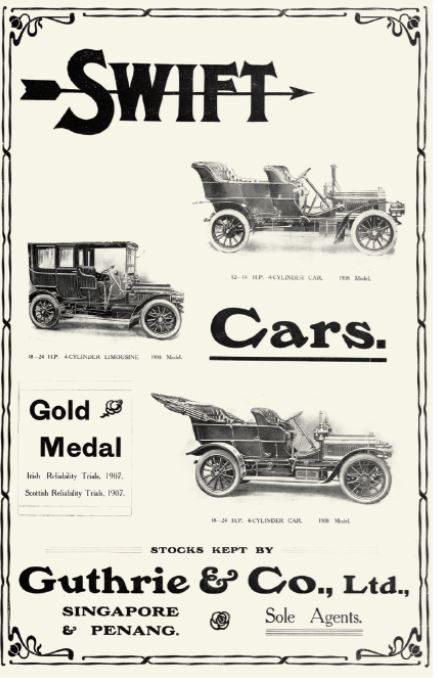 SWIFT
12—14 H.P. 4-CYLINDER CAR. 1908 Model.
18—24 H.P. 4-CYLINDER LIMOUSINE 1908 Model.
Cars.
Gold
Medal
Irish Reliability Trials, 1907.
Scottish Reliability Trials, 1907.
18—24 H.P. 4-CYLINDER CAR. 1908 Model.
STOCKS KEPT BY
Guthrie & Co., Ltd.,
SINGAPORE
& PENANG.
Sole Agents.